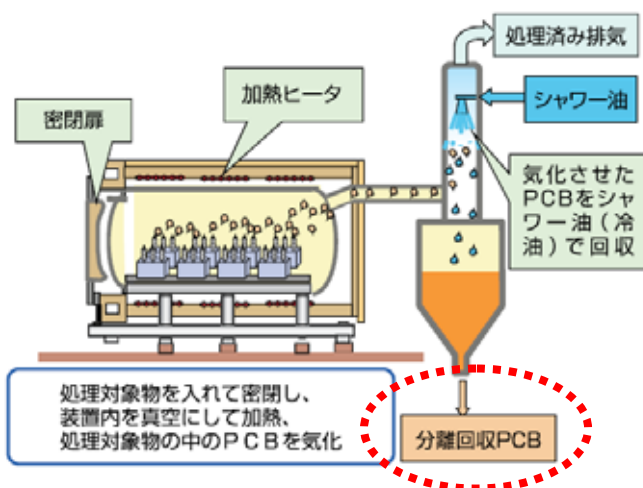 処理済み排気
シャワー油
加熱ヒータ
密閉扉
気化させた
PCBをシャ
ワー油(冷
油)で回収
処理対象物を入れて密閉し、
装置内を真空にして加熱、
処理対象物の中のPCBを気化
分離回収PCB